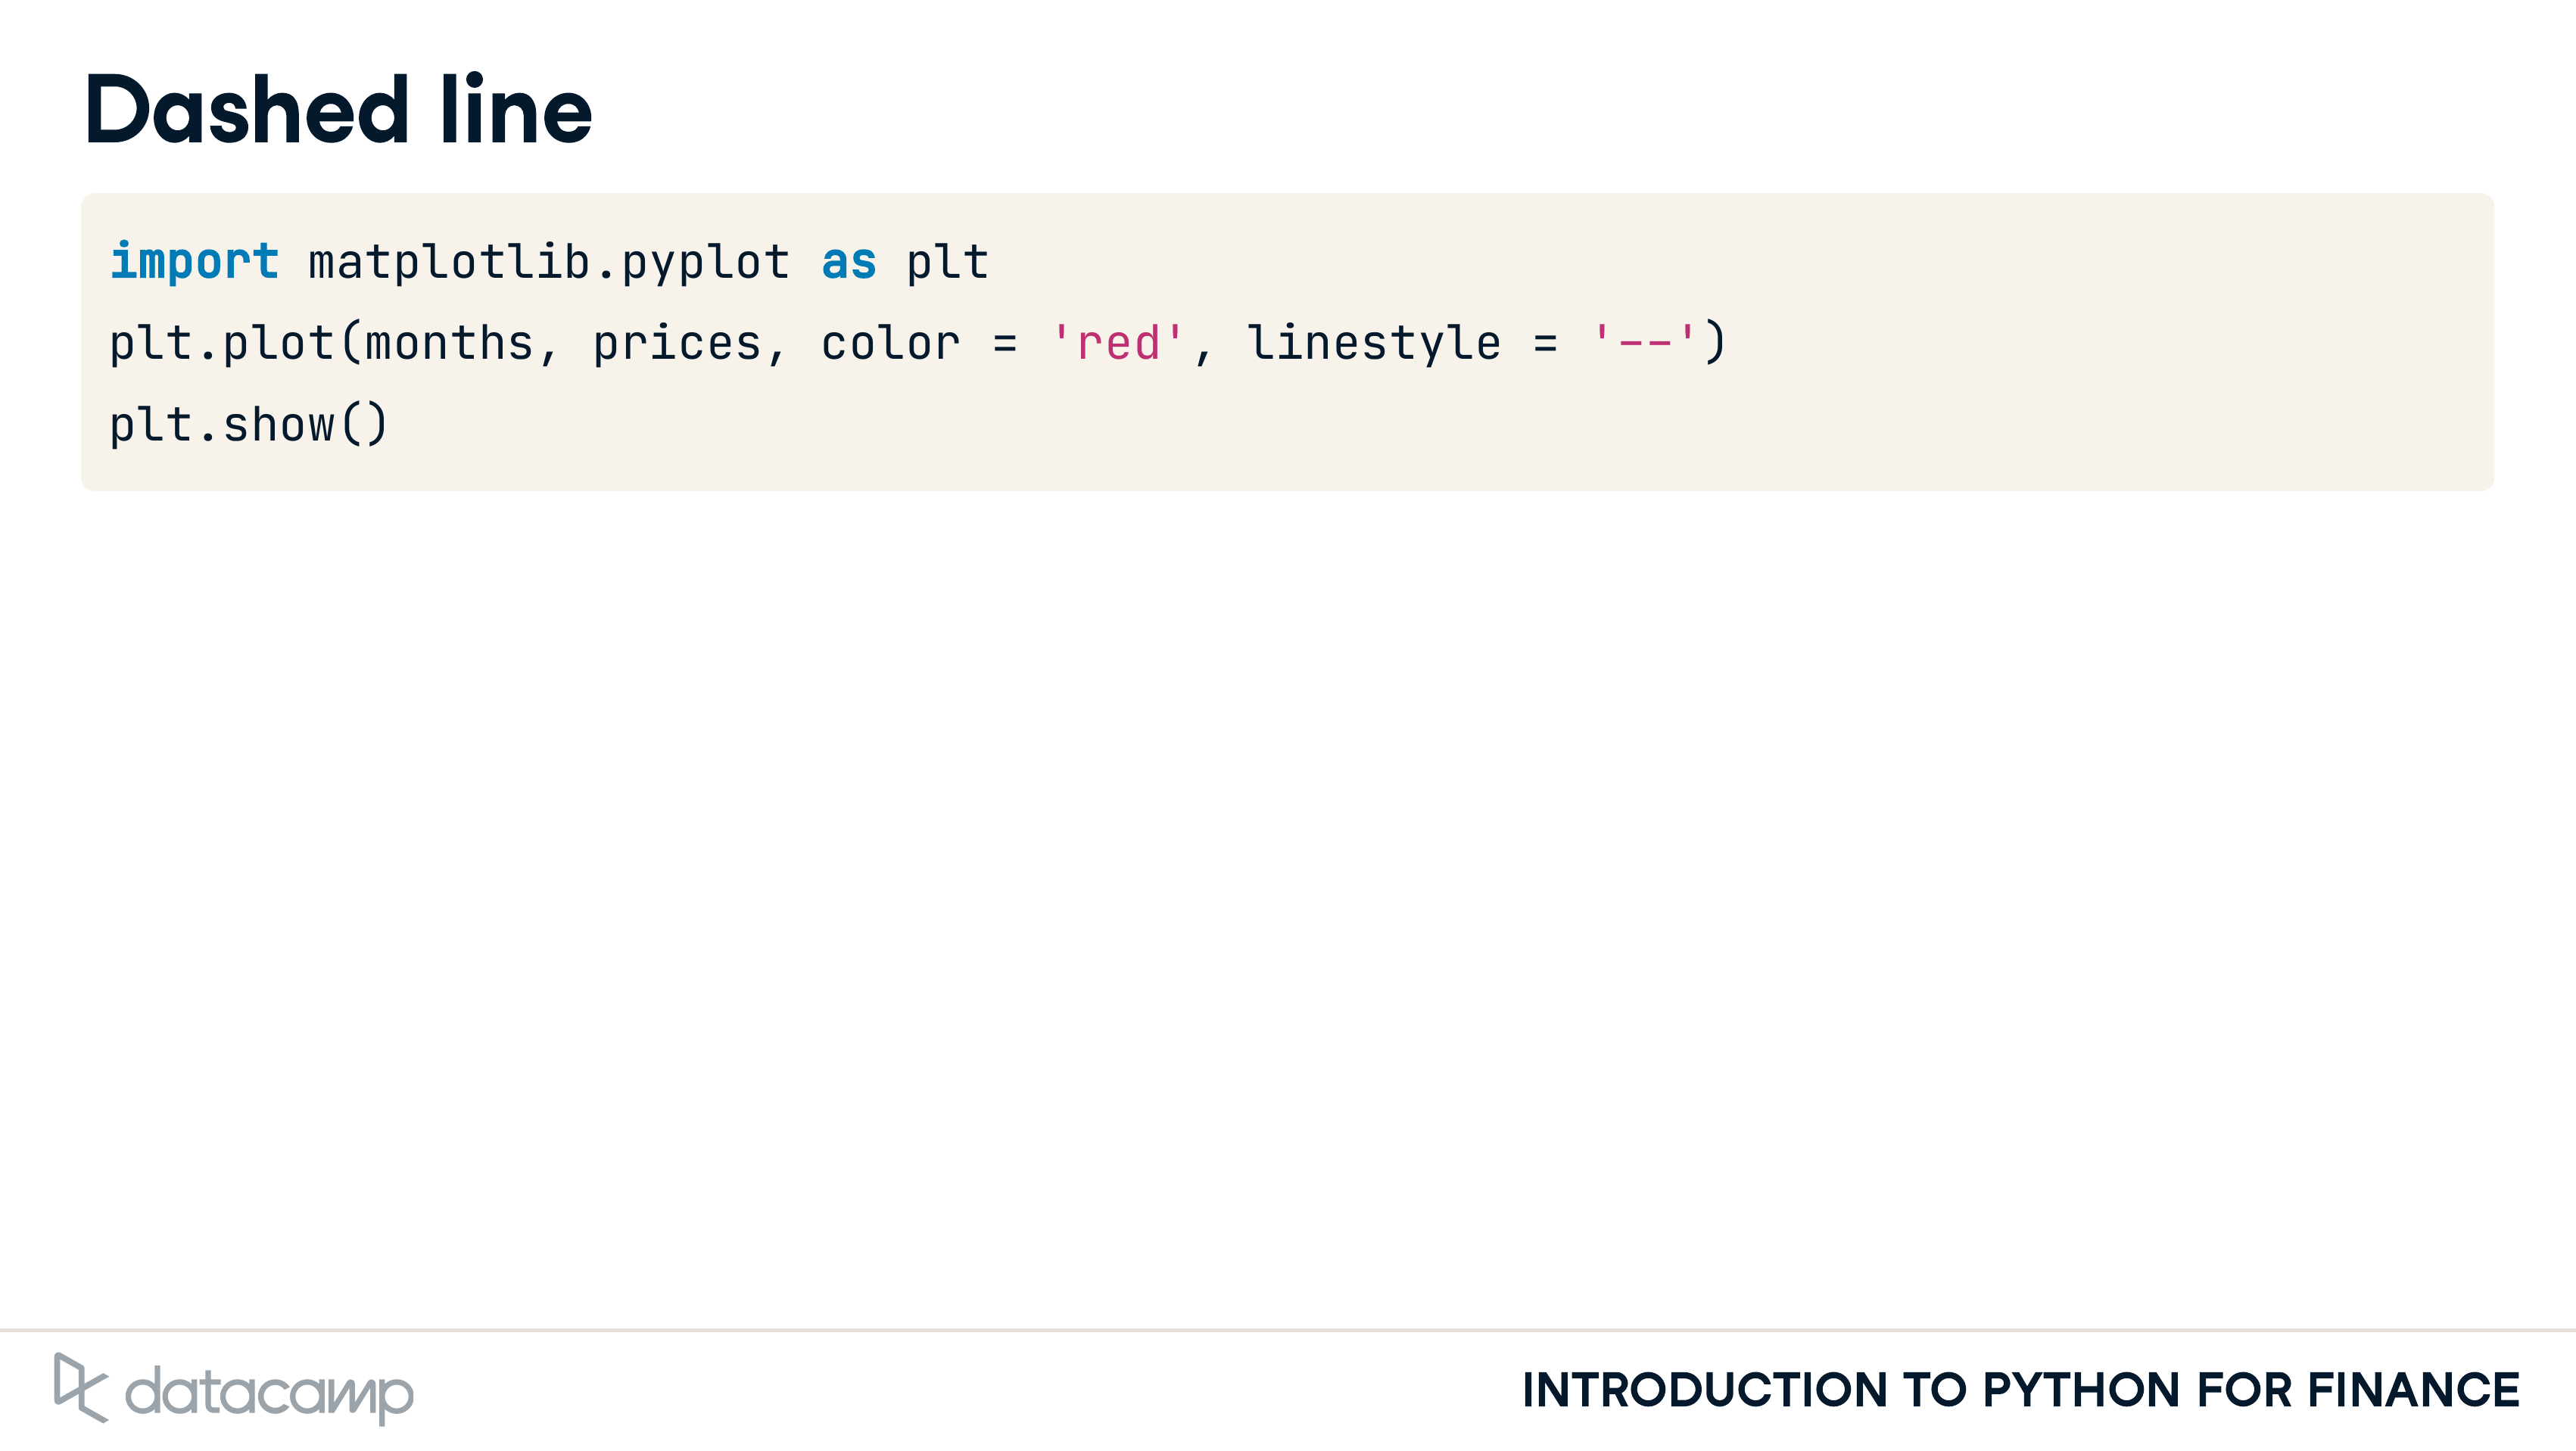 Dashed line
import matplotlib.pyplot as plt
plt.plot(months, prices, color = 'red', linestyle = '--')
plt.show()
datacamp
INTRODUCTION TO PYTHON FOR FINANCE